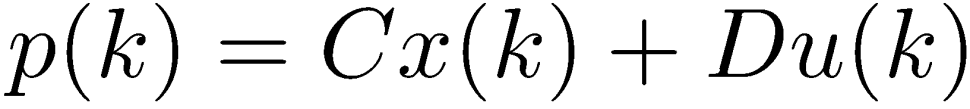 p(k) = Cx(k) + Du(k)